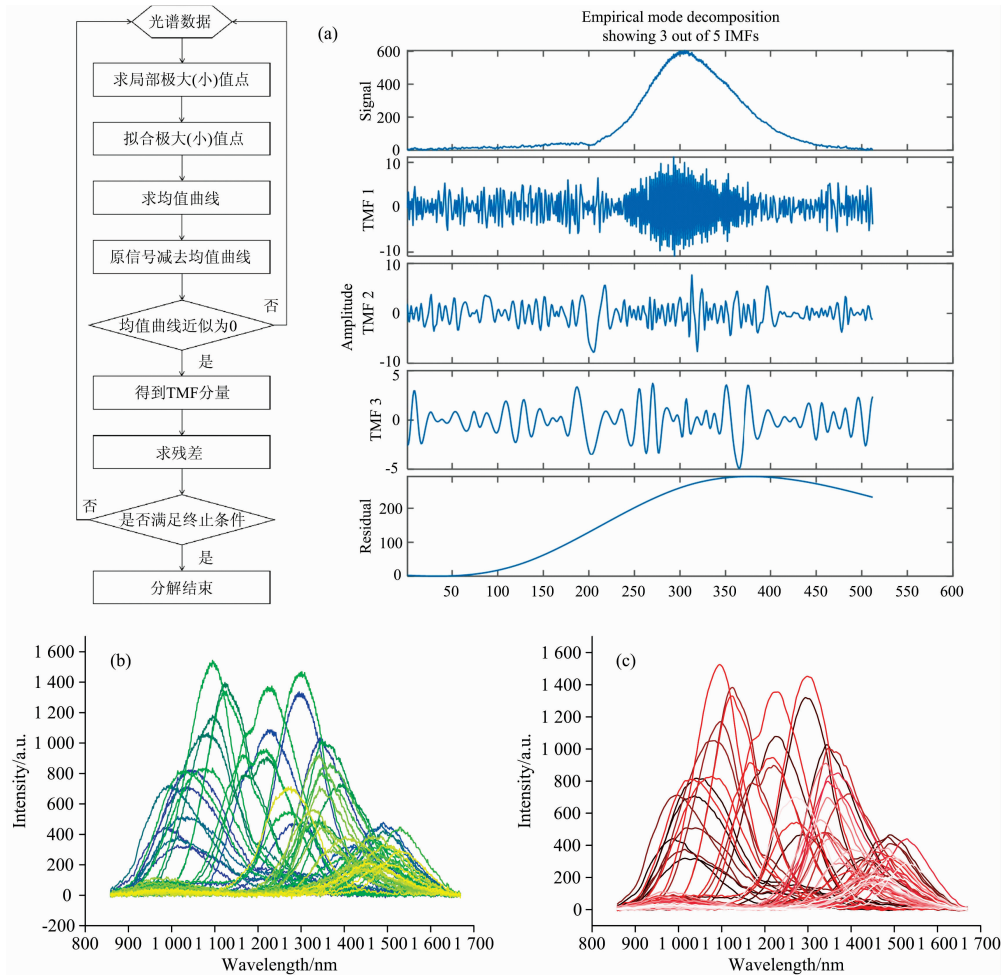 光谱数据
求局部极大(小)值点
拟合极大(小)值点
求均值曲线
原信号减去均值曲线
均值曲线近似为0
否
是
得到TMF分量
求残差
否
是否满足终止条件
是
分解结束
(a)
Empirical mode decomposition
showing 3 out of 5 IMFs
Signal
600
400
200
0
TMF 1
10
0
-10
Amplitude
TMF 2
10
0
-10
TMF 3
5
0
-5
Residual
200
100
0
50 100 150 200 250 300 350 400 450 500 550 600
(b)
Intensity/a.u.
1 600
1 400
1 200
1 000
800
600
400
200
0
-200
800 900 1 000 1 100 1 200 1 300 1 400 1 500 1 600 1 700
Wavelength/nm
(c)
Intensity/a.u.
1 600
1 400
1 200
1 000
800
600
400
200
0
800 900 1 000 1 100 1 200 1 300 1 400 1 500 1 600 1 700
Wavelength/nm